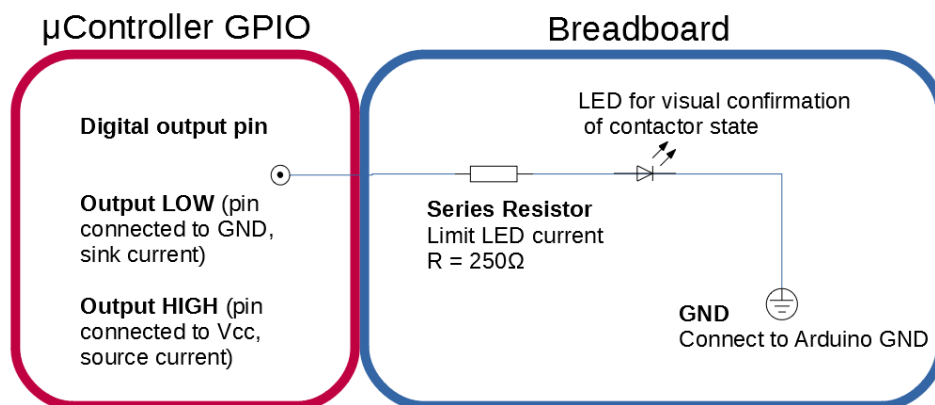 µController GPIO
Breadboard
Digital output pin
Output LOW (pin
connected to GND,
sink current)
Output HIGH (pin
connected to Vcc,
source current)
LED for visual confirmation
of contactor state
Series Resistor
Limit LED current
R = 250Ω
GND
Connect to Arduino GND